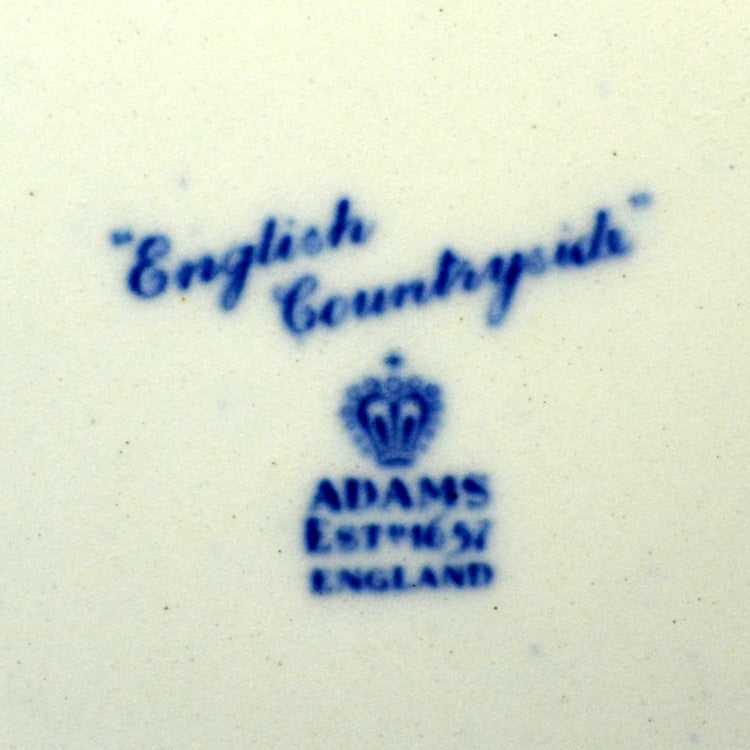 "English
Countryside"
ADAMS
ESTD 1657
ENGLAND